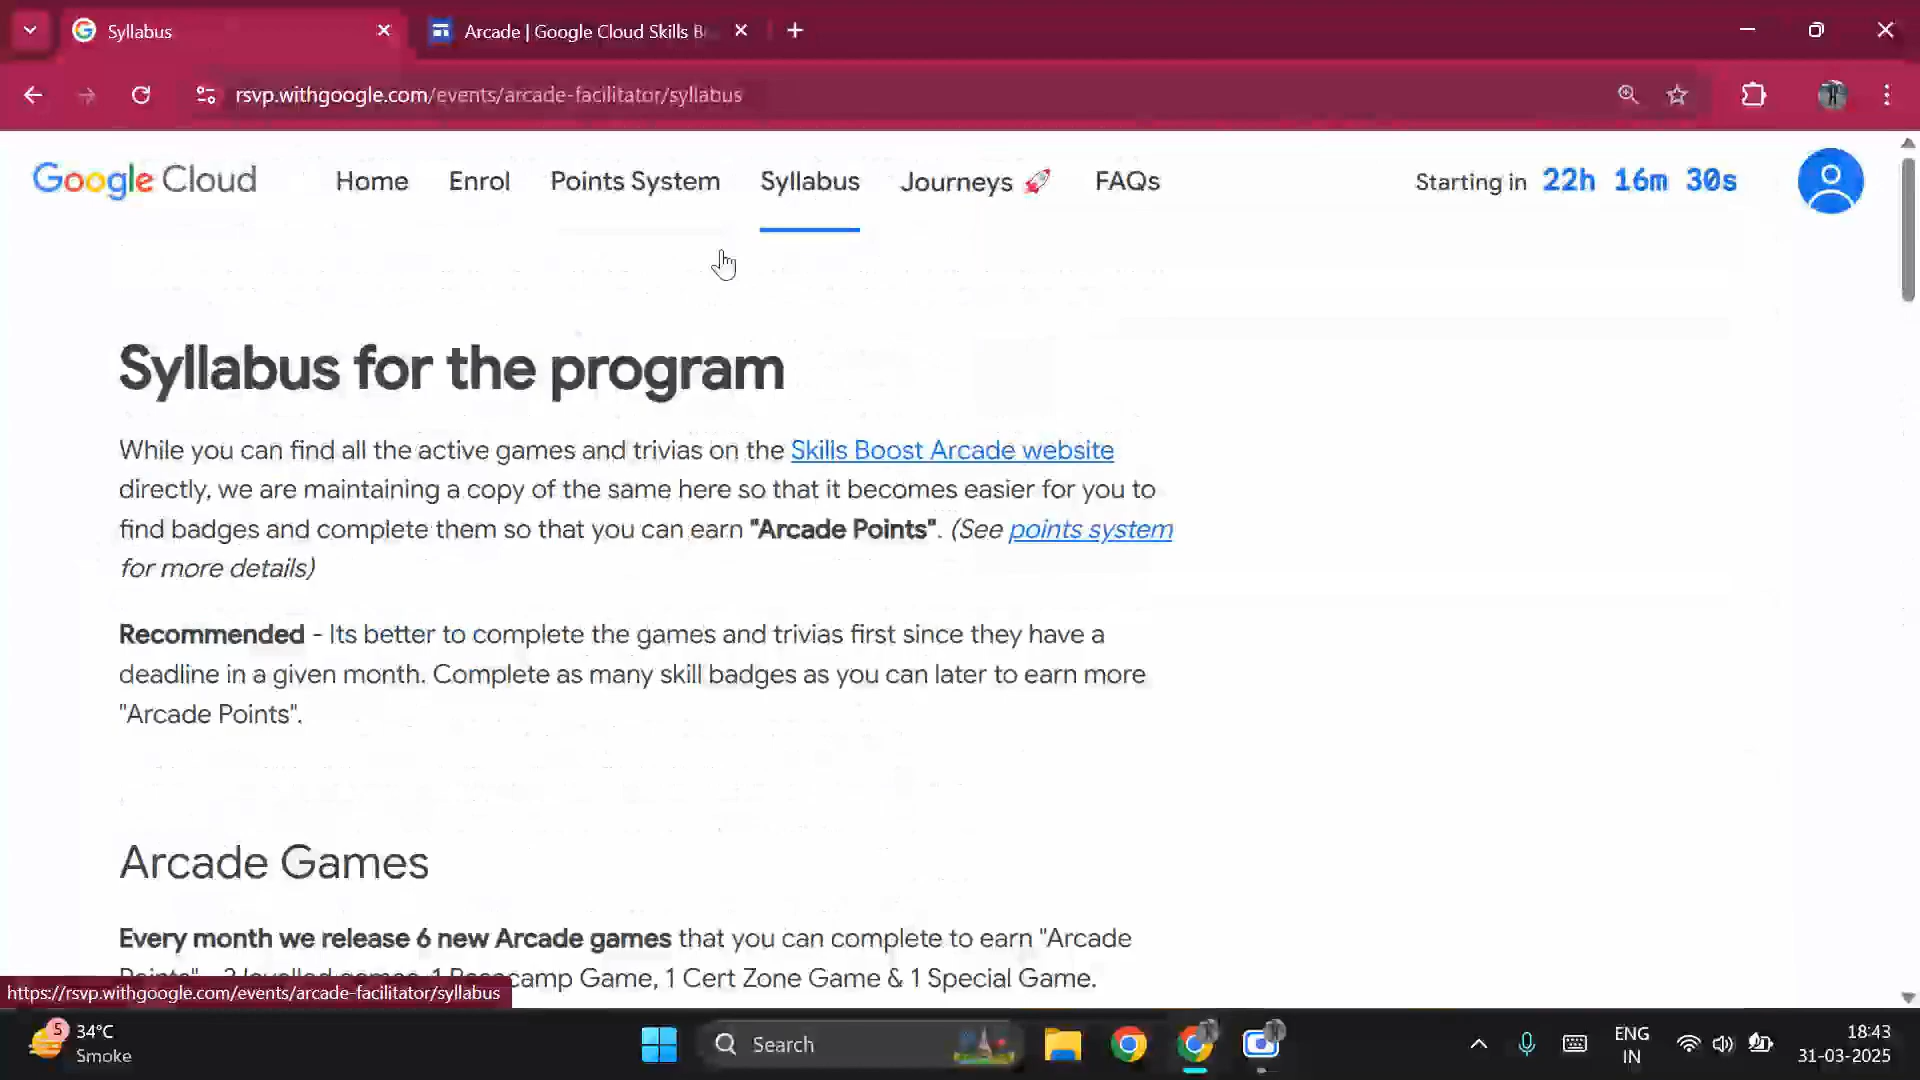 Syllabus
Arcade | Google Cloud Skills B
rsvp.withgoogle.com/events/arcade-facilitator/syllabus
Google Cloud
Home
Enrol
Points System
Syllabus
Journeys 🚀
FAQs
Starting in 22h 16m 30s
Syllabus for the program
While you can find all the active games and trivias on the Skills Boost Arcade website
directly, we are maintaining a copy of the same here so that it becomes easier for you to
find badges and complete them so that you can earn "Arcade Points". (See points system
for more details)
Recommended - Its better to complete the games and trivias first since they have a
deadline in a given month. Complete as many skill badges as you can later to earn more
"Arcade Points".
Arcade Games
Every month we release 6 new Arcade games that you can complete to earn "Arcade
Points" - 3 levelled games, 1 Basecamp Game, 1 Cert Zone Game & 1 Special Game.
https://rsvp.withgoogle.com/events/arcade-facilitator/syllabus
5
34°C
Smoke
Search
ENG
IN
18:43
31-03-2025